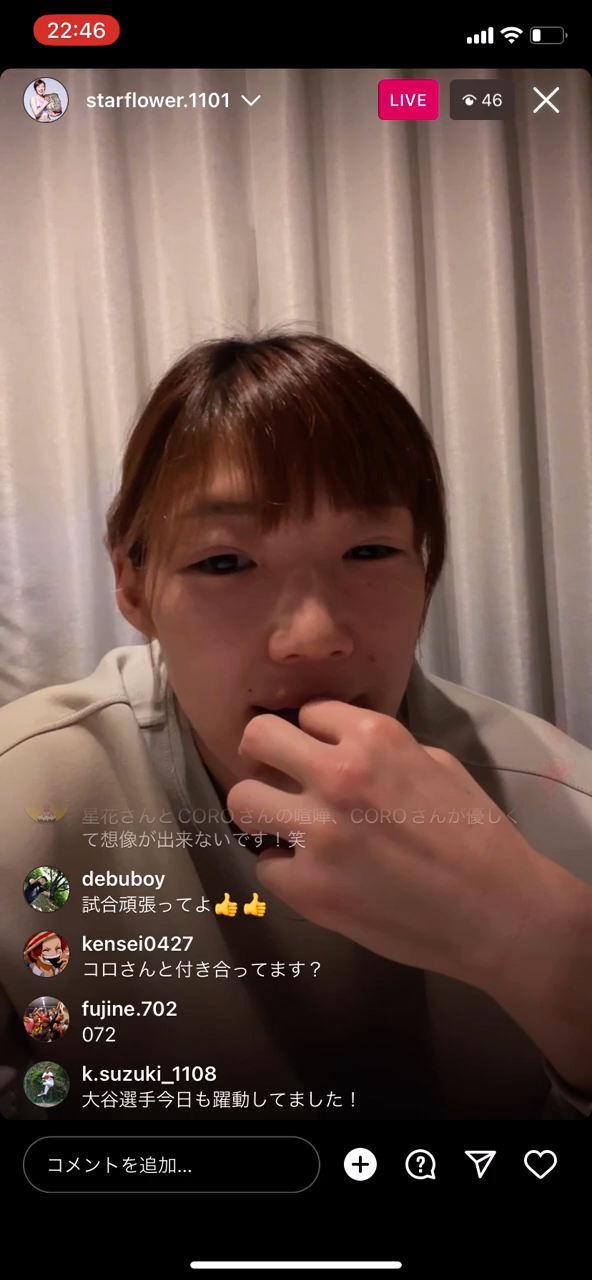 22:46
starflower.1101
LIVE
46
星花さんとCOROさんの喧嘩、COROさんが優しく
て想像が出来ないです！笑
debuboy
試合頑張ってよ👍👍
kensei0427
コロさんと付き合ってます？
fujine.702
072
k.suzuki_1108
大谷選手今日も躍動してました！
コメントを追加...